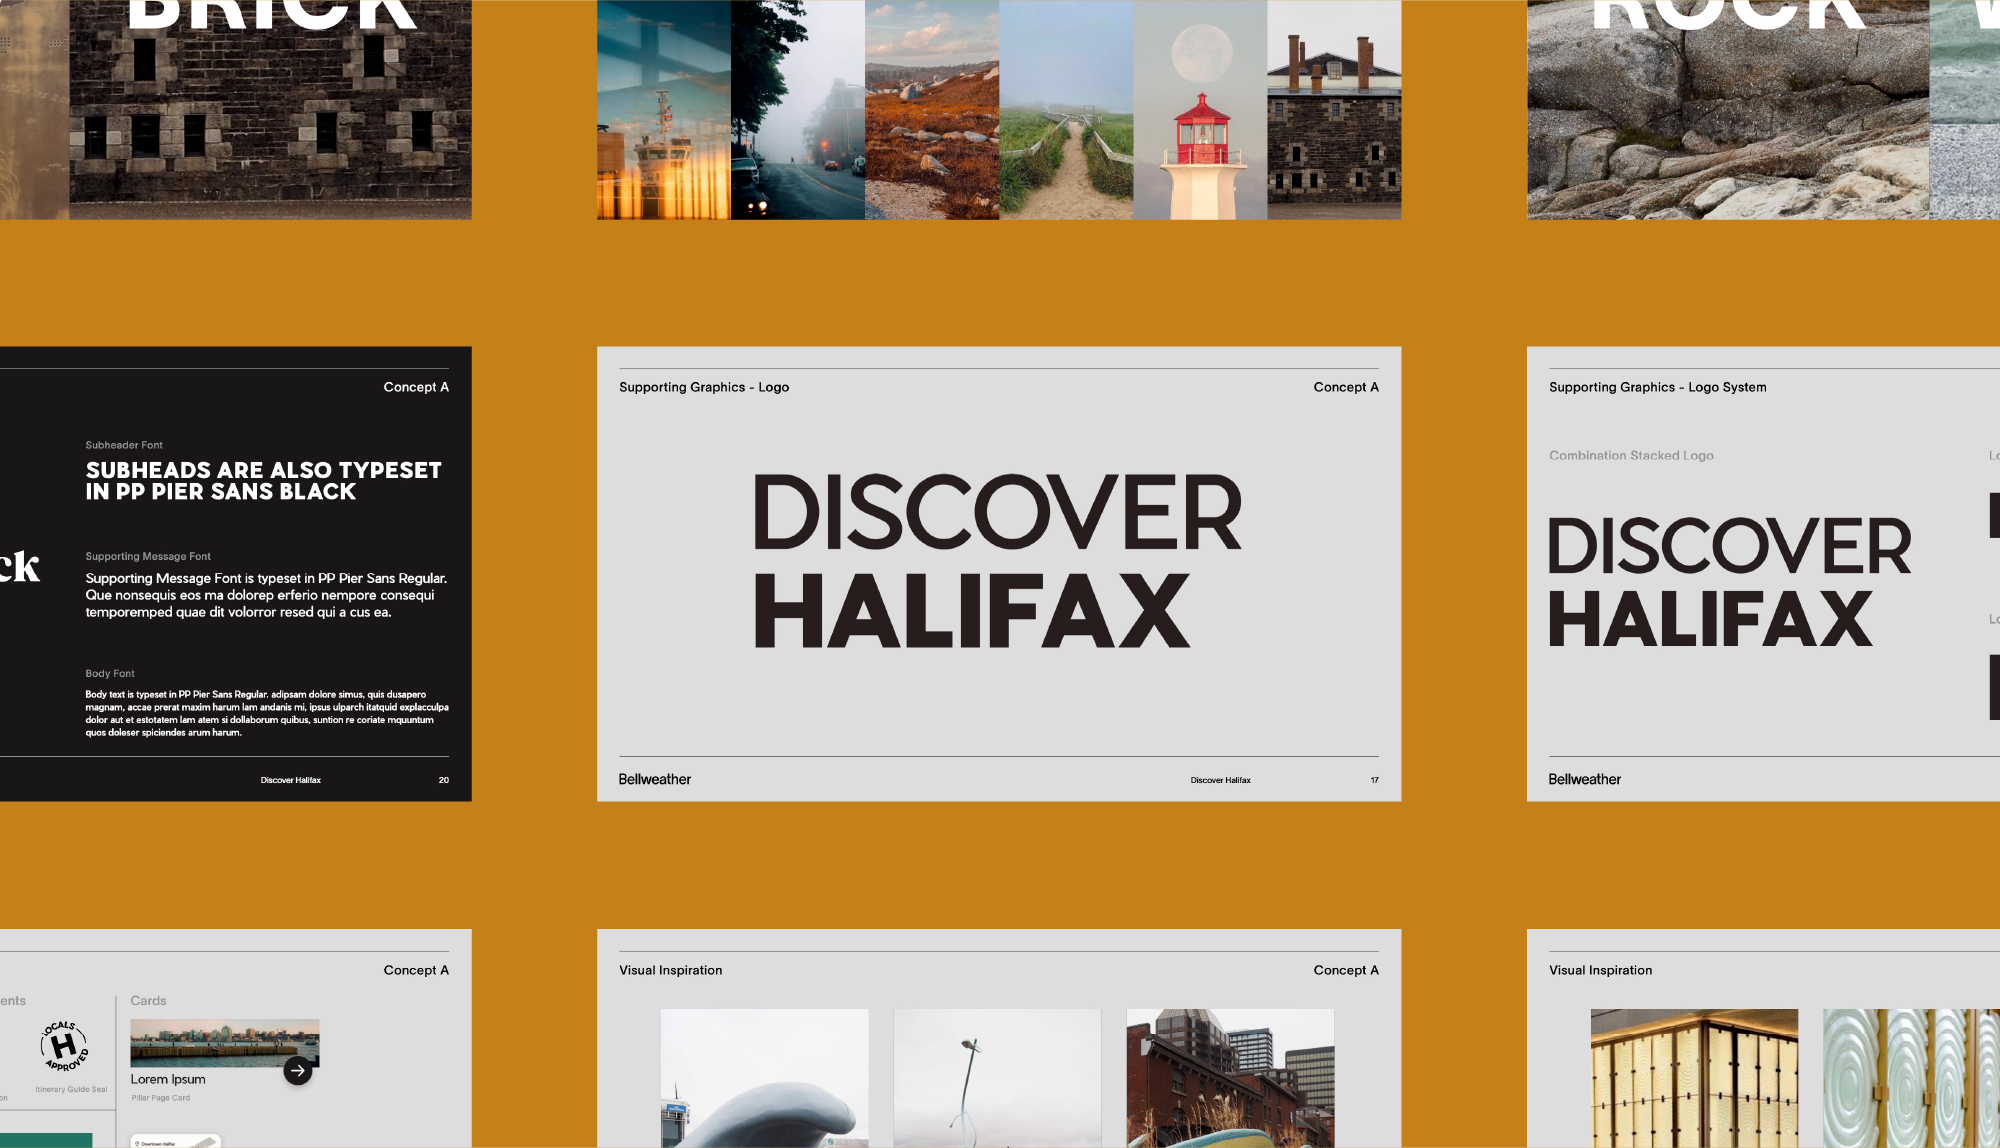 BRICK
ROCK
Concept A
Subheader Font
SUBHEADS ARE ALSO TYPESET
IN PP PIER SANS BLACK
ck
Supporting Message Font
Supporting Message Font is typeset in PP Pier Sans Regular.
Que nonsequis eos ma dolorep erferio nempore consequi
temporemped quae dit volorror resed qui a cus ea.
Body Font
Body text is typeset in PP Pier Sans Regular. adipsam dolore simus, quis dusapero
magnam, accae prerat maxim harum lam andanis mi, ipsus ulparch itatquid explacculpa
dolor aut et estotatem lam atem si dollaborum quibus, suntion re coriate mquuntum
quos doleser spiciendes arum harum.
Discover Halifax
20
Supporting Graphics - Logo
Concept A
DISCOVER
HALIFAX
Bellweather
Discover Halifax
17
Supporting Graphics - Logo System
Combination Stacked Logo
Lo
DISCOVER
HALIFAX
Lo
Bellweather
Concept A
ents
Cards
LOCALS
H
APPROVED
Itinerary Guide Seal
on
Lorem Ipsum
Pillar Page Card
Downtown Halifax
Visual Inspiration
Concept A
Visual Inspiration